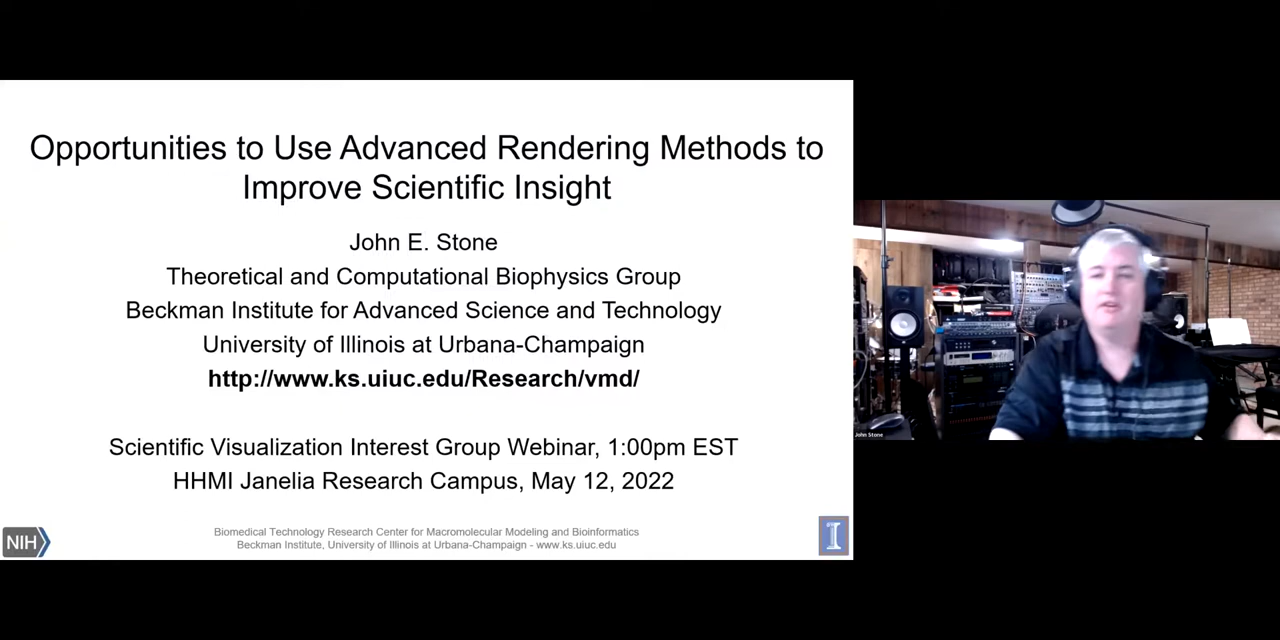 Opportunities to Use Advanced Rendering Methods to
Improve Scientific Insight
John E. Stone
Theoretical and Computational Biophysics Group
Beckman Institute for Advanced Science and Technology
University of Illinois at Urbana-Champaign
http://www.ks.uiuc.edu/Research/vmd/
Scientific Visualization Interest Group Webinar, 1:00pm EST
HHMI Janelia Research Campus, May 12, 2022
Biomedical Technology Research Center for Macromolecular Modeling and Bioinformatics
Beckman Institute, University of Illinois at Urbana-Champaign - www.ks.uiuc.edu
NIH
I
John Stone